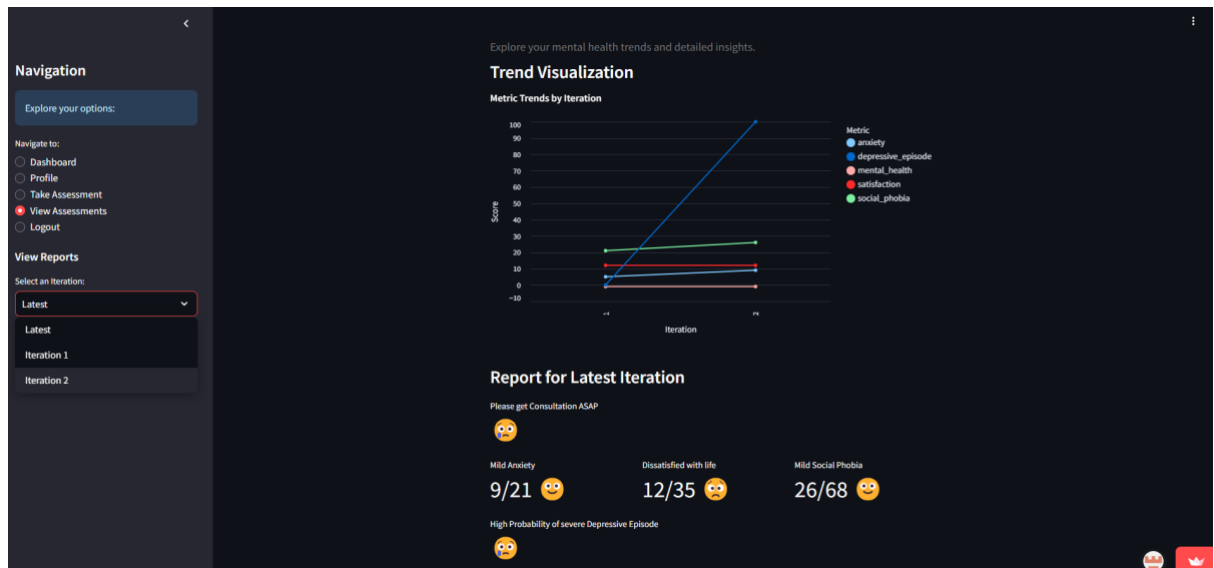 Navigation
Explore your options:
Navigate to:
Dashboard
Profile
Take Assessment
View Assessments
Logout
View Reports
Select an Iteration:
Latest
Latest
Iteration 1
Iteration 2
Explore your mental health trends and detailed insights.
Trend Visualization
Metric Trends by Iteration
100
90
80
70
60
50
40
30
20
10
0
−10
Score
1
2
Iteration
Metric
anxiety
depressive_episode
mental_health
satisfaction
social_phobia
Report for Latest Iteration
Please get Consultation ASAP
Mild Anxiety
9/21
Dissatisfied with life
12/35
Mild Social Phobia
26/68
High Probability of severe Depressive Episode